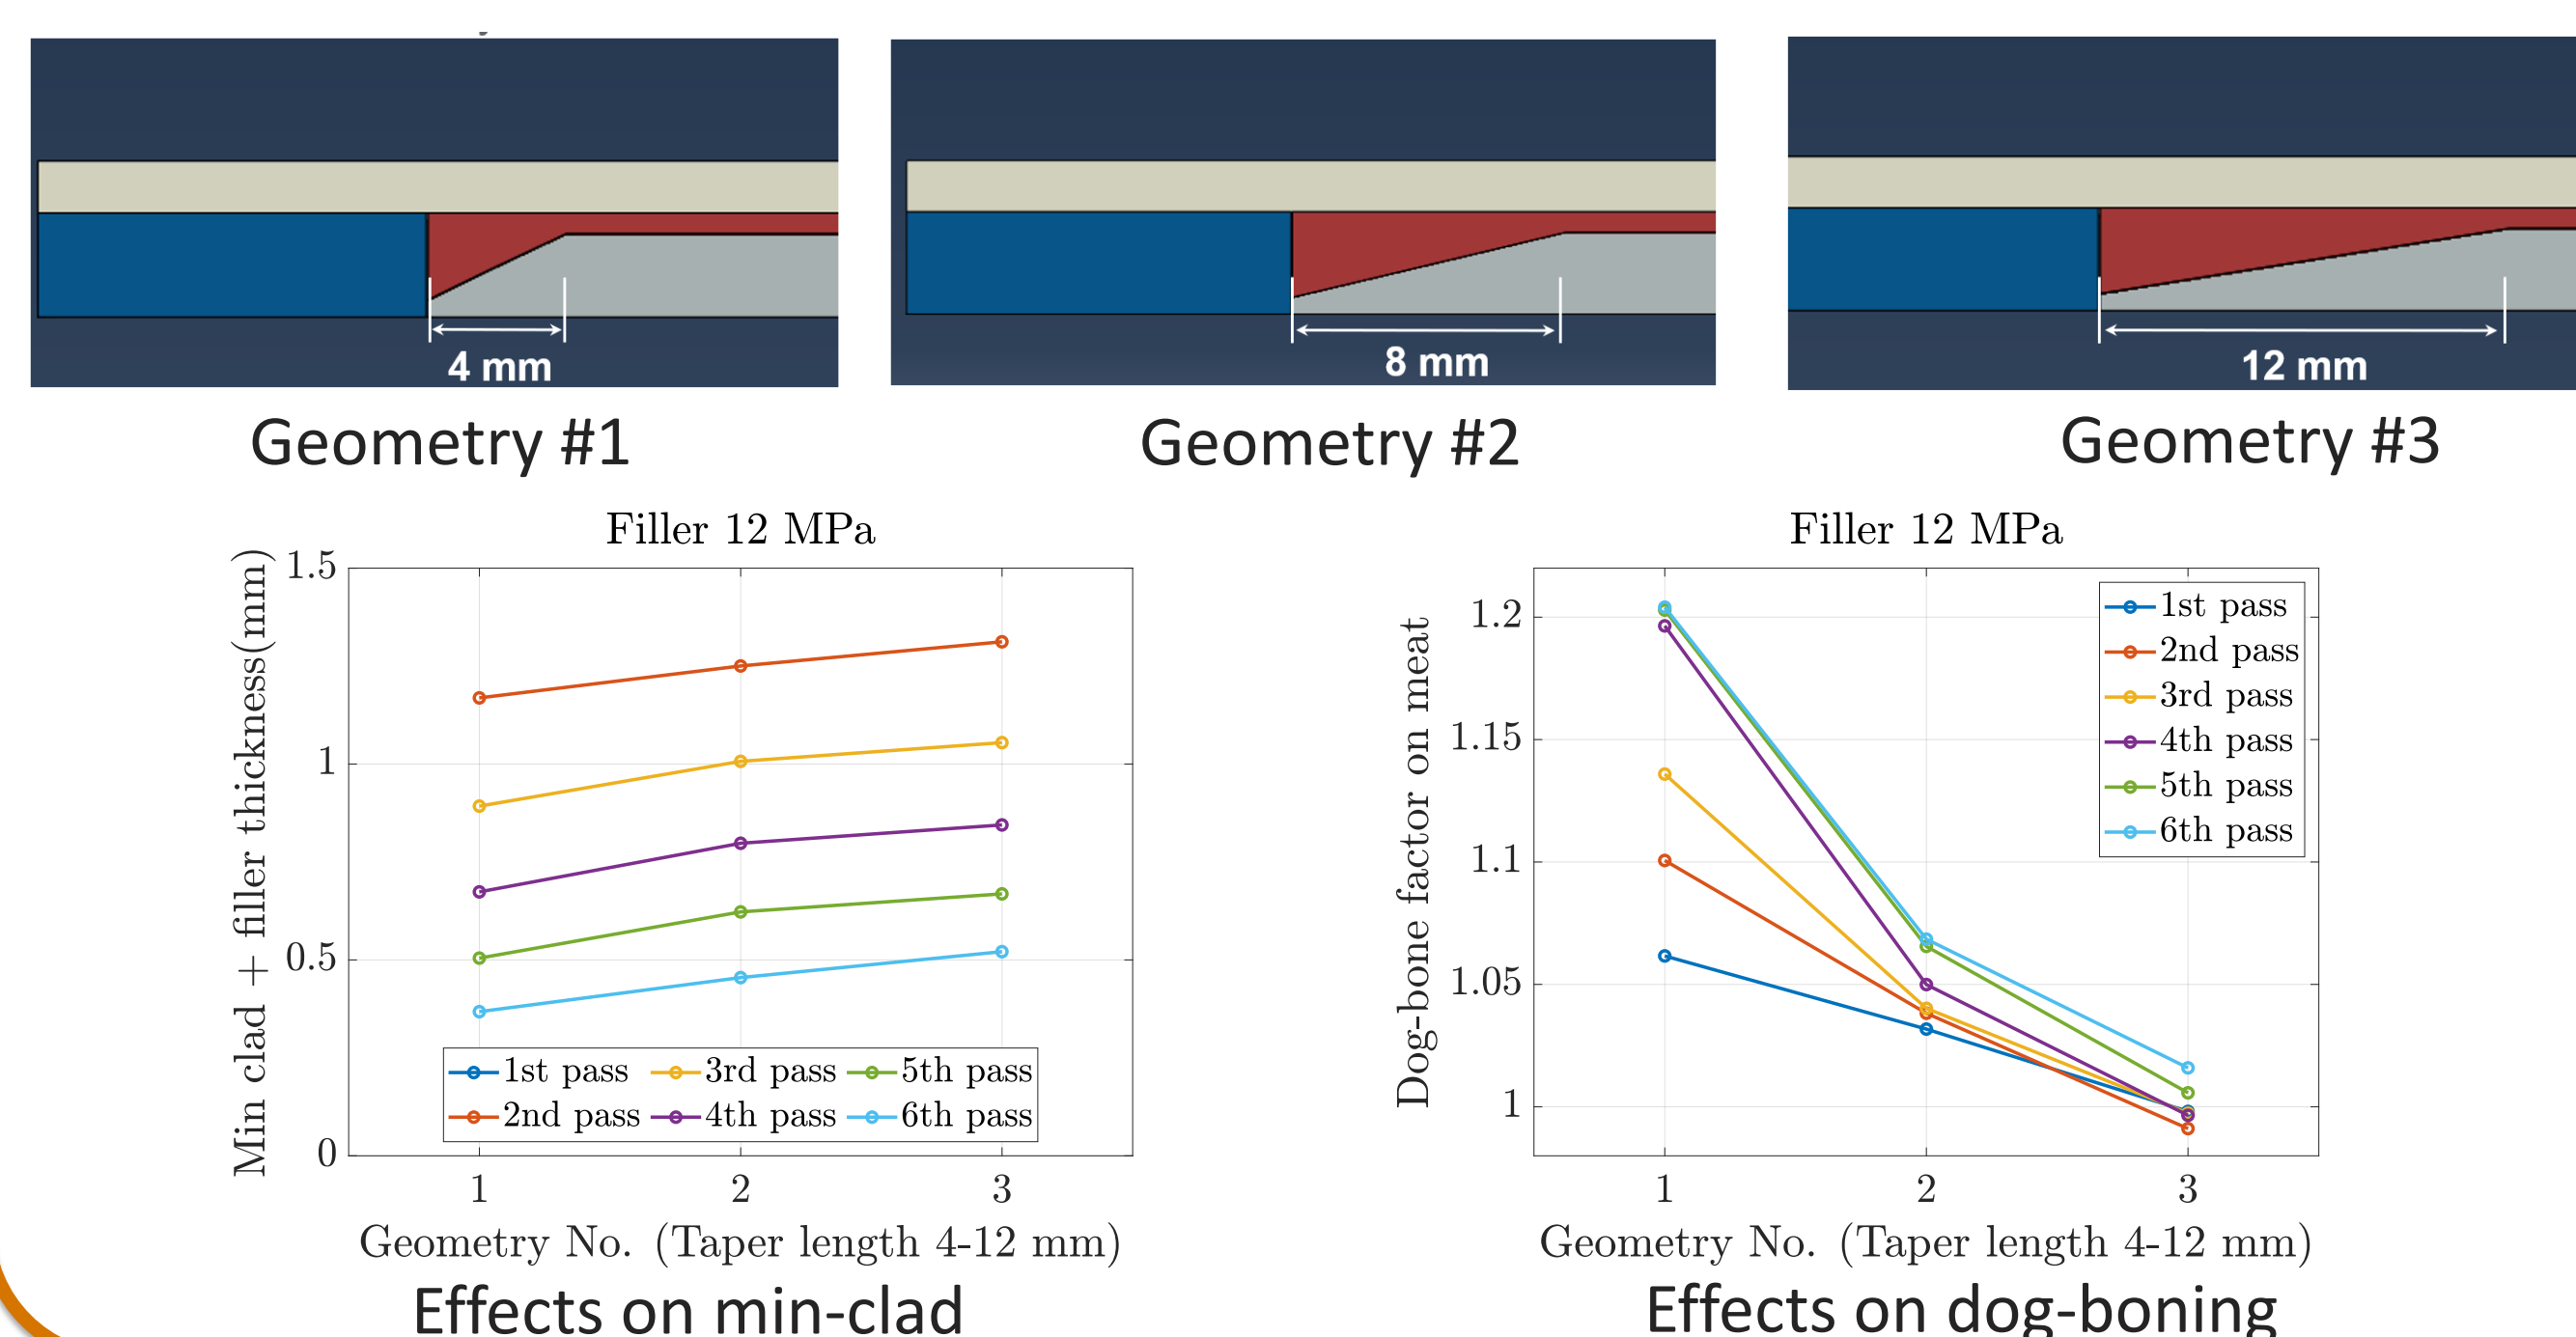 4 mm
8 mm
12 mm
Geometry #1
Geometry #2
Geometry #3
Filler 12 MPa
Min clad + filler thickness(mm)
1.5
1
0.5
0
1st pass
3rd pass
5th pass
2nd pass
4th pass
6th pass
1
2
3
Geometry No. (Taper length 4-12 mm)
Effects on min-clad
Filler 12 MPa
Dog-bone factor on meat
1.2
1.15
1.1
1.05
1
1st pass
2nd pass
3rd pass
4th pass
5th pass
6th pass
1
2
3
Geometry No. (Taper length 4-12 mm)
Effects on dog-boning